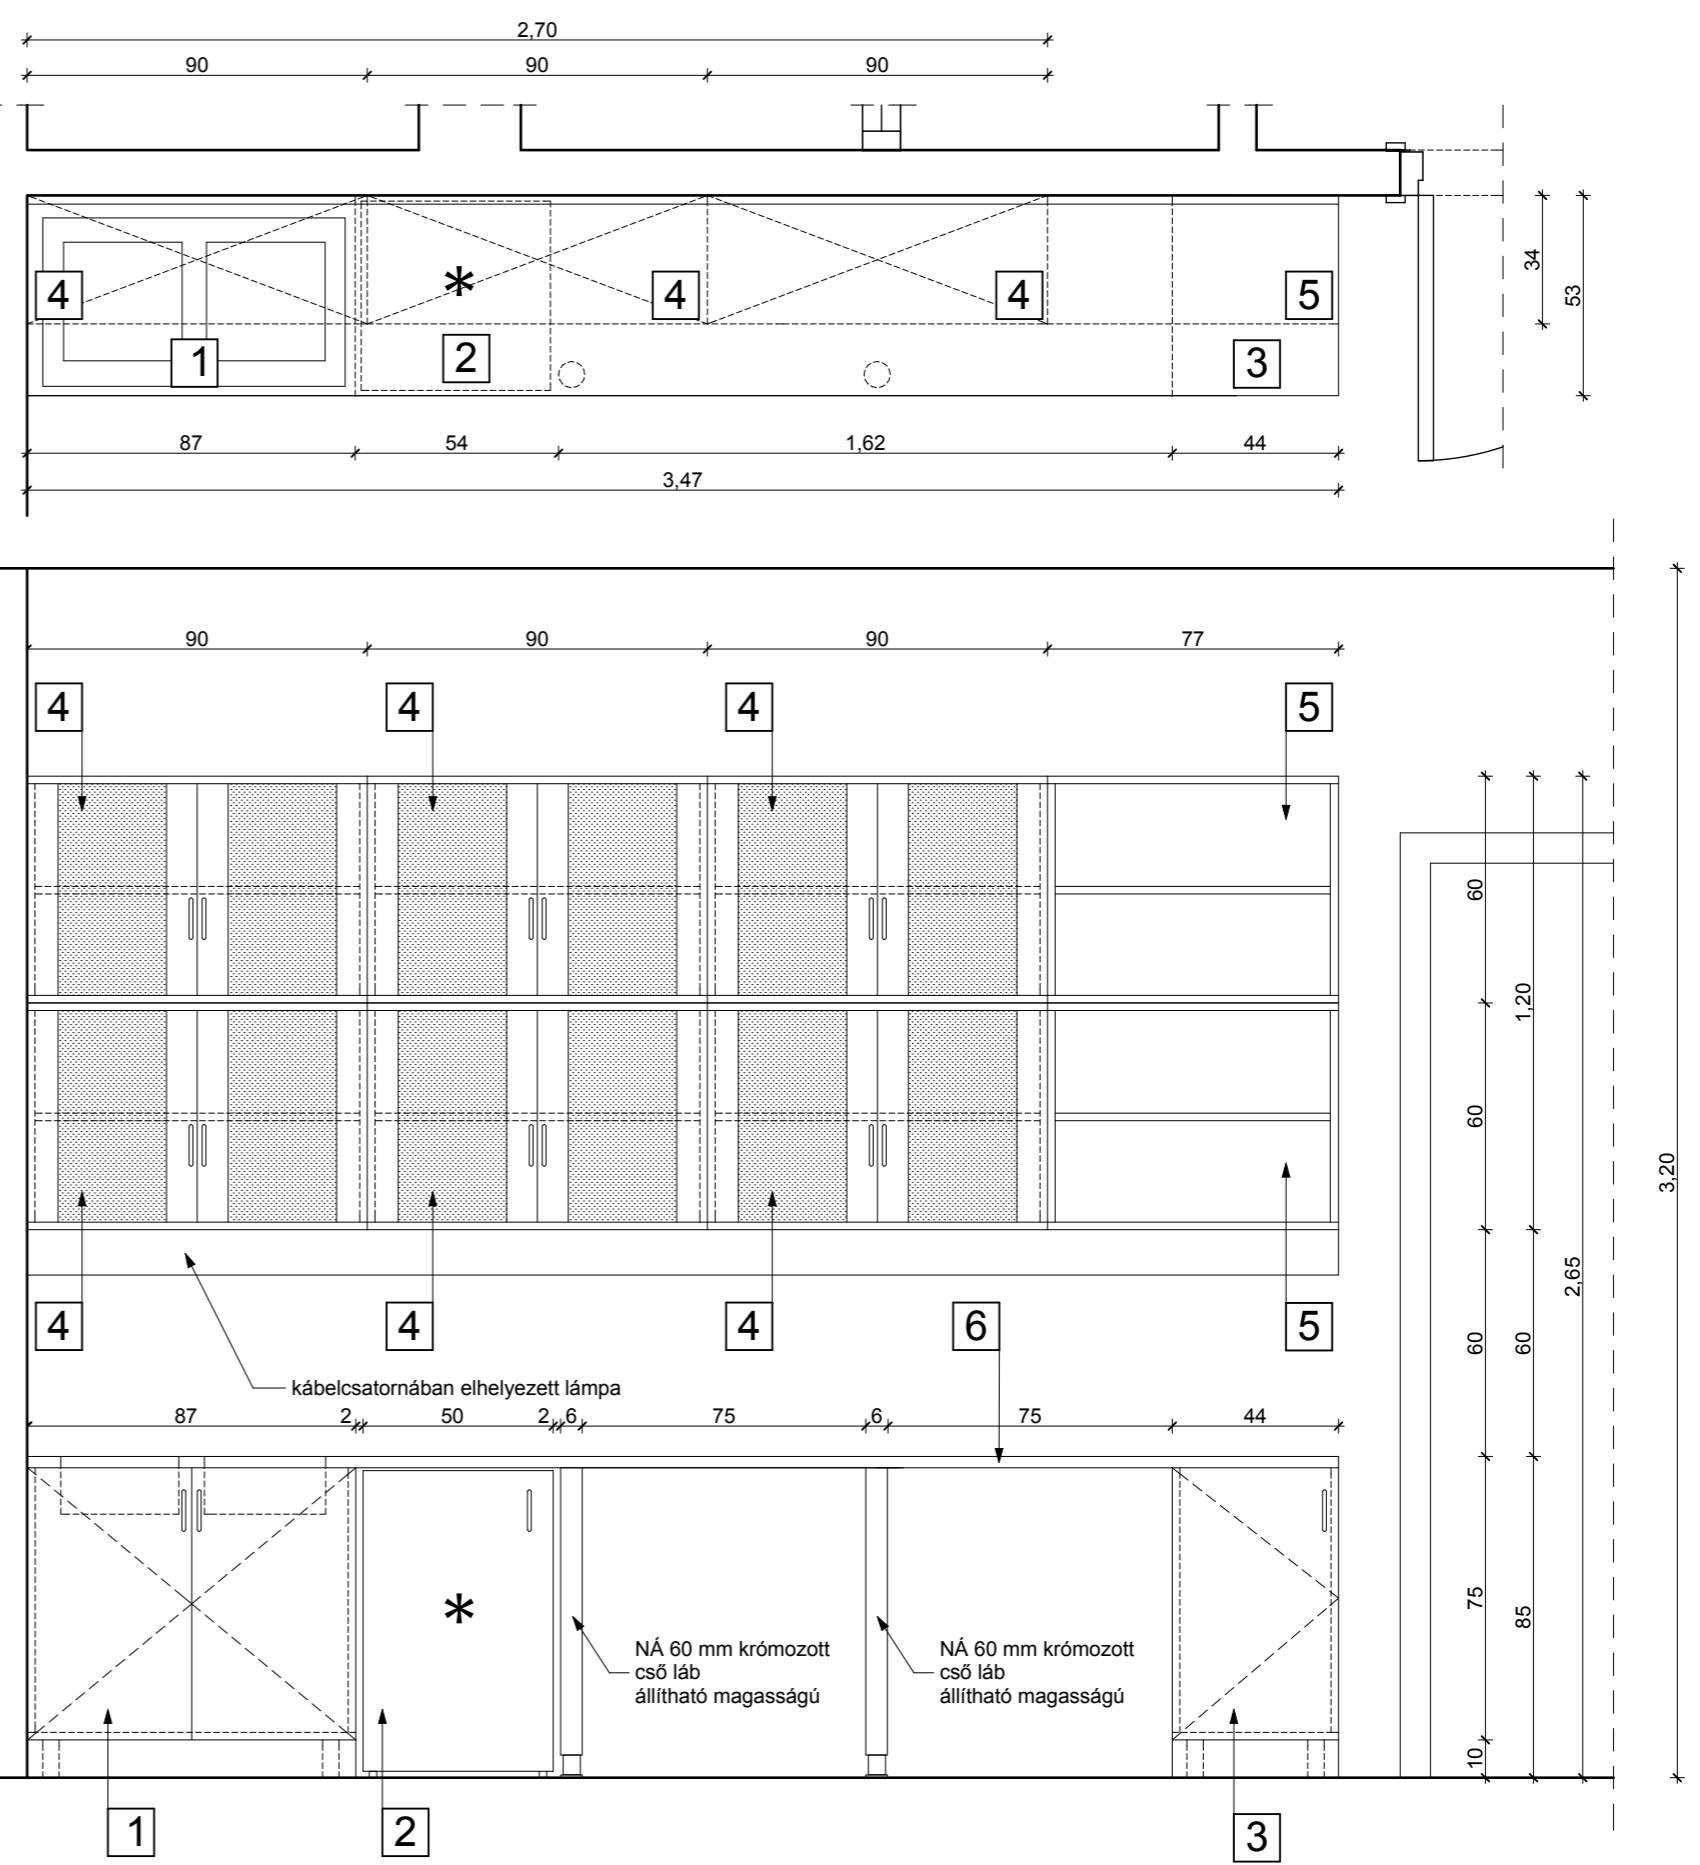 2,70
90 90 90
34
53
4 * 4 4 5
1 2 3
87 54 1,62 44
3,47
90 90 90 77
4 4 4 5
60
1,20
60
2,65
3,20
60 60
75
85
10
4 4 4 6 5
kábelcsatornában elhelyezett lámpa
87 2 50 2 6 75 6 75 44
*
NÁ 60 mm krómozott
cső láb
állítható magasságú
NÁ 60 mm krómozott
cső láb
állítható magasságú
1 2 3